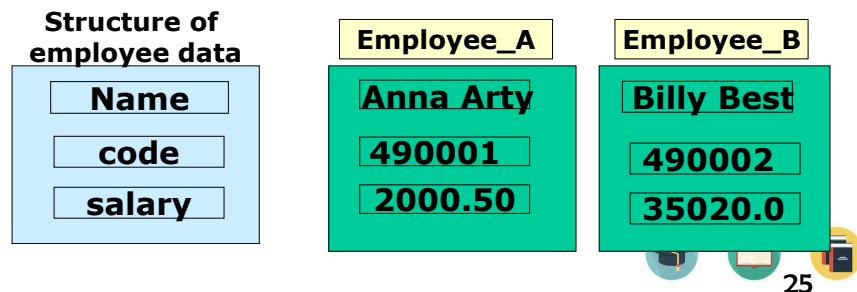 Structure of
employee data
Name
code
salary
Employee_A
Anna Arty
490001
2000.50
Employee_B
Billy Best
490002
35020.0
25